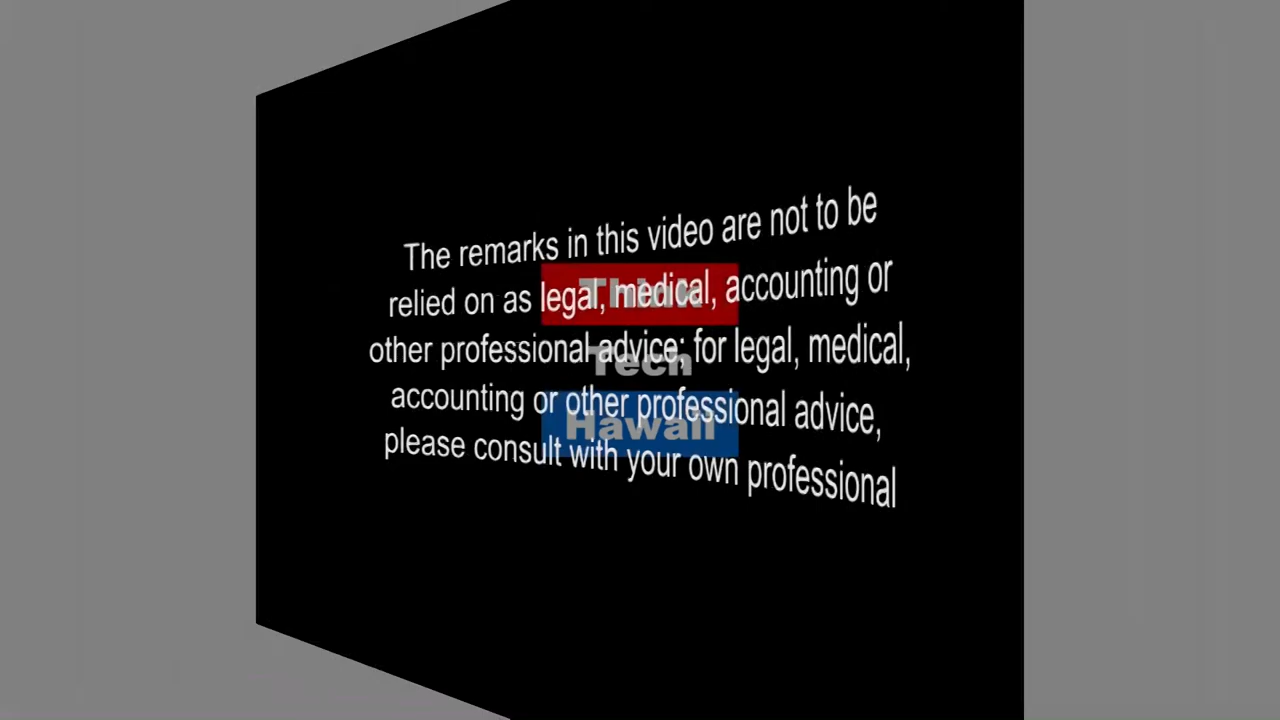 The remarks in this video are not to be
relied on as legal, medical, accounting or
other professional advice; for legal, medical,
accounting or other professional advice,
please consult with your own professional
Think
Tech
Hawaii